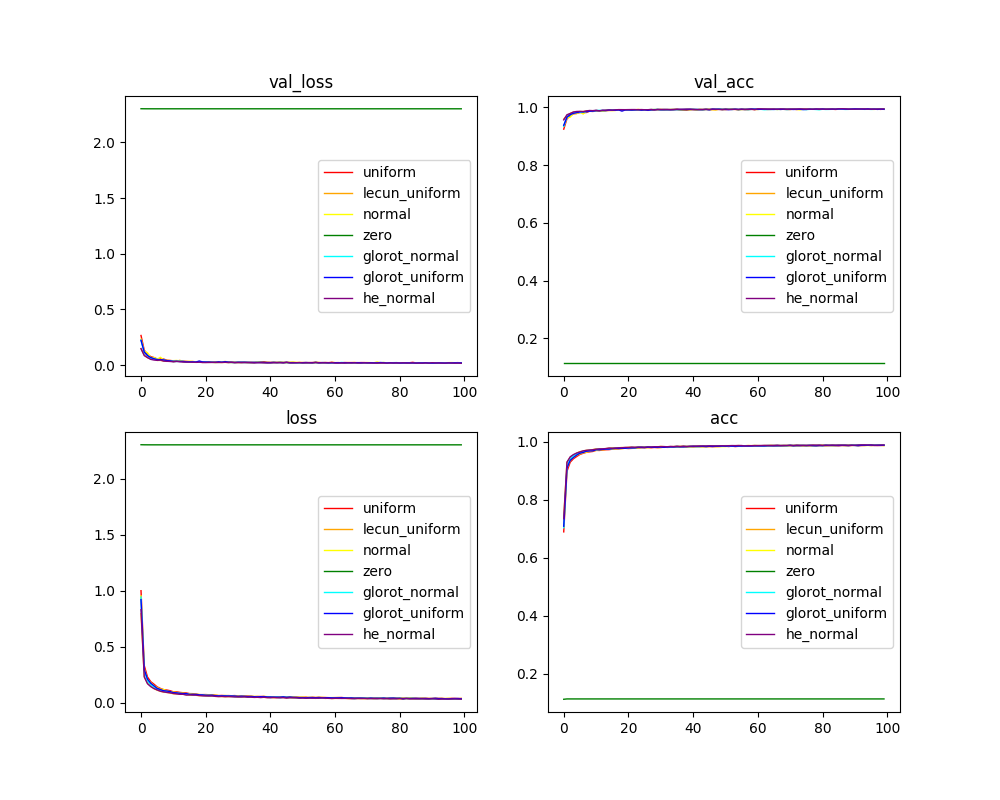 val_loss
2.0
1.5
1.0
0.5
0.0
0 20 40 60 80 100
uniform
lecun_uniform
normal
zero
glorot_normal
glorot_uniform
he_normal
val_acc
1.0
0.8
0.6
0.4
0.2
0 20 40 60 80 100
uniform
lecun_uniform
normal
zero
glorot_normal
glorot_uniform
he_normal
loss
2.0
1.5
1.0
0.5
0.0
0 20 40 60 80 100
uniform
lecun_uniform
normal
zero
glorot_normal
glorot_uniform
he_normal
acc
1.0
0.8
0.6
0.4
0.2
0 20 40 60 80 100
uniform
lecun_uniform
normal
zero
glorot_normal
glorot_uniform
he_normal